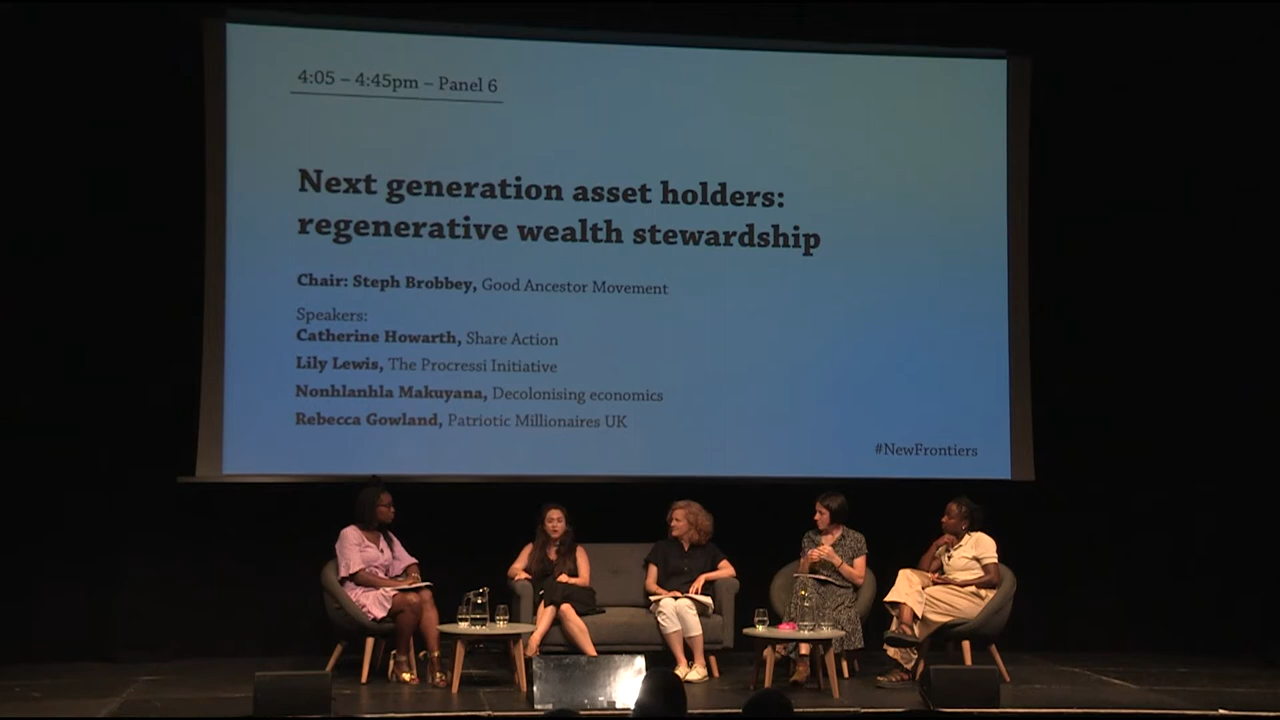 4:05 – 4:45pm – Panel 6
Next generation asset holders:
regenerative wealth stewardship
Chair: Steph Brobbey, Good Ancestor Movement
Speakers:
Catherine Howarth, Share Action
Lily Lewis, The Procressi Initiative
Nonhlanhla Makuyana, Decolonising economics
Rebecca Gowland, Patriotic Millionaires UK
#NewFrontiers